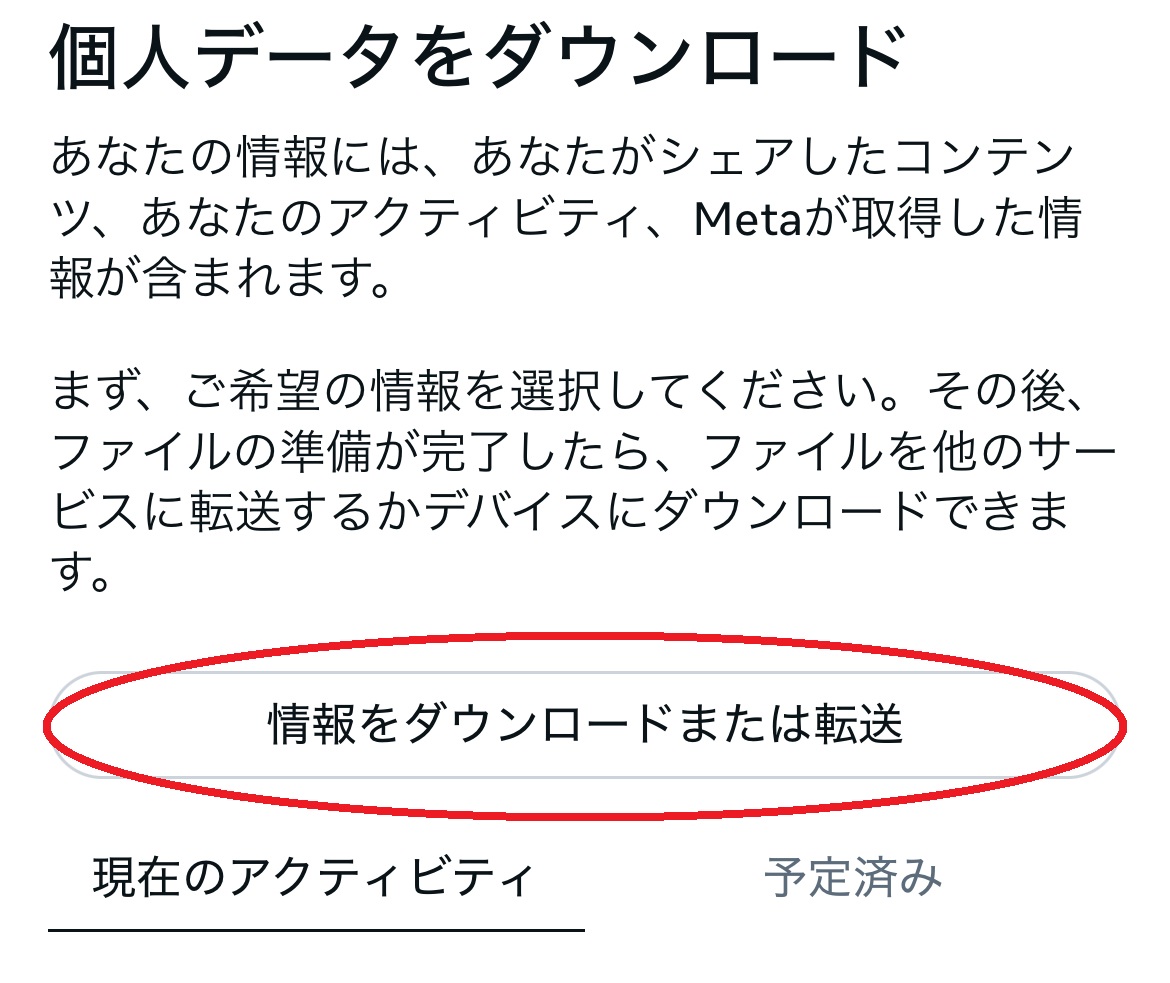 個人データをダウンロード
あなたの情報には、あなたがシェアしたコンテン
ツ、あなたのアクティビティ、Metaが取得した情
報が含まれます。
まず、ご希望の情報を選択してください。その後、
ファイルの準備が完了したら、ファイルを他のサー
ビスに転送するかデバイスにダウンロードできま
す。
情報をダウンロードまたは転送
現在のアクティビティ
予定済み